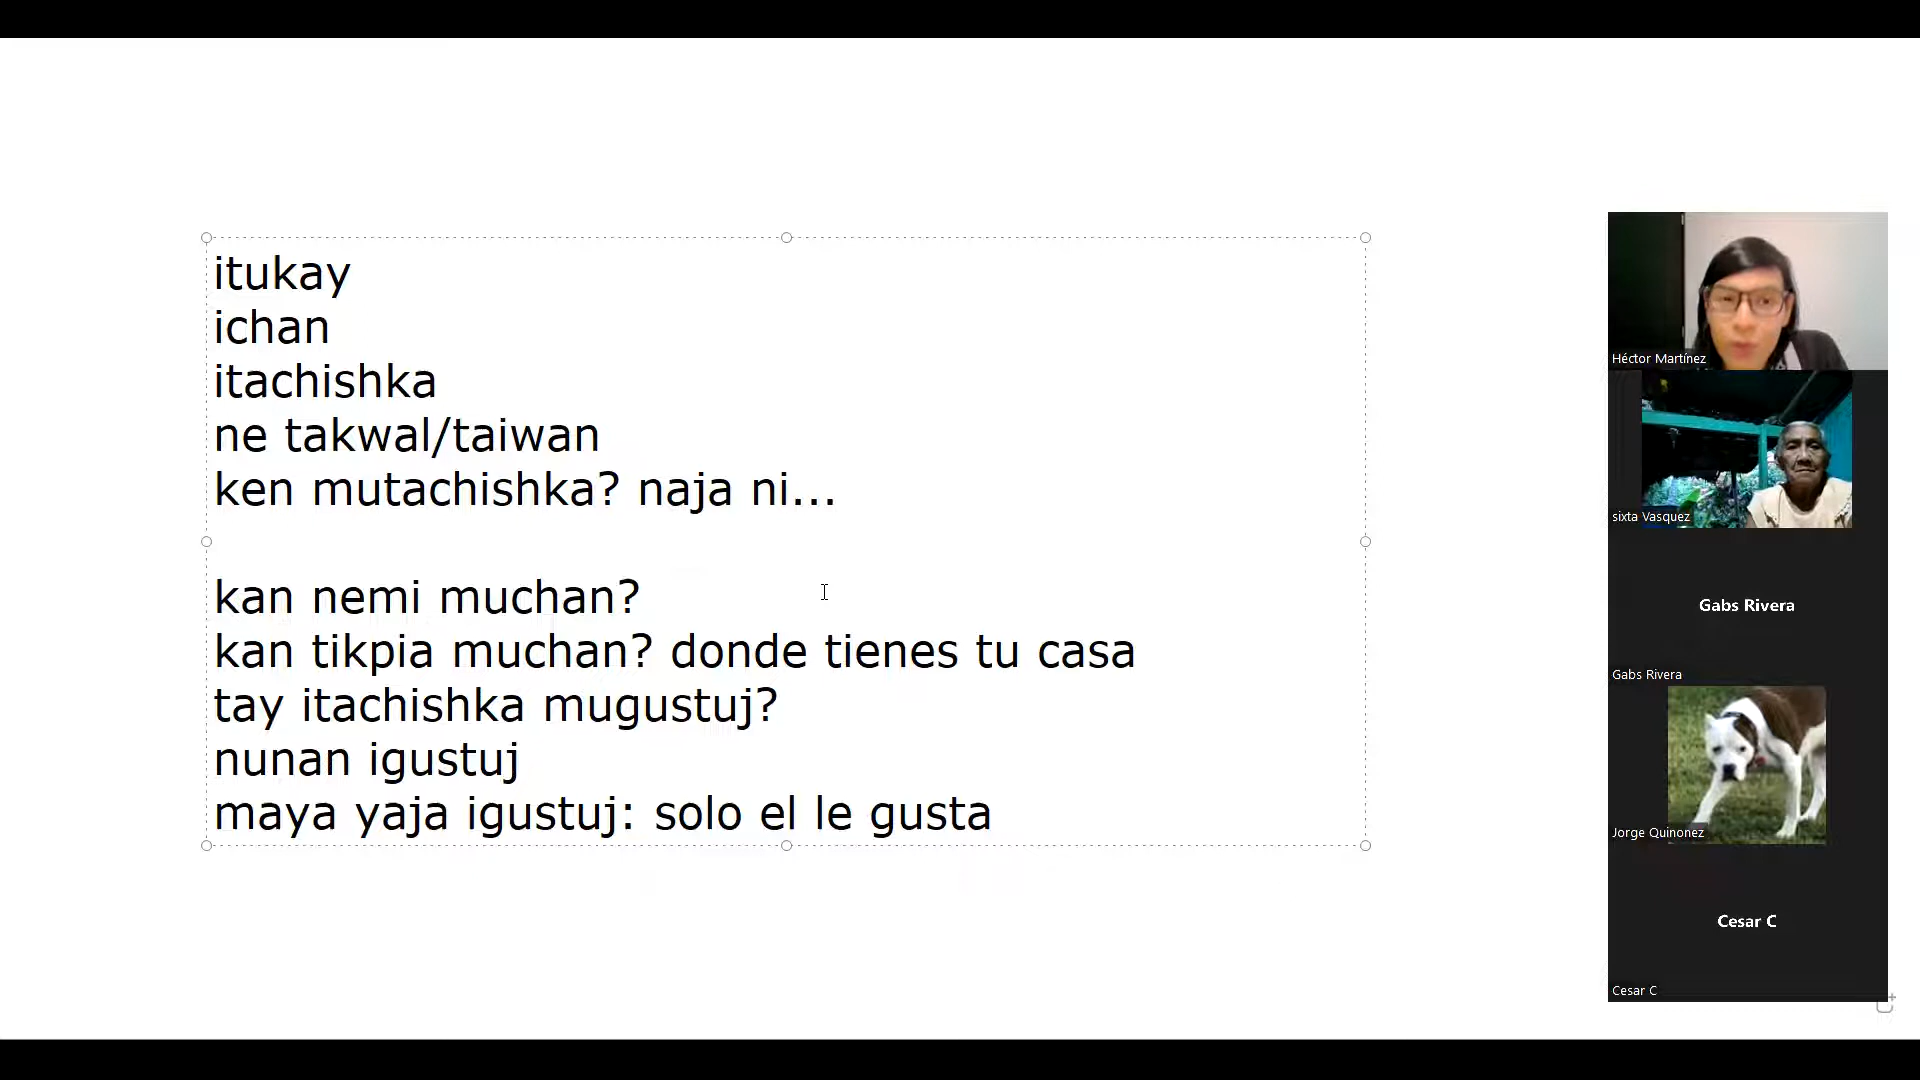 itukay
ichan
itachishka
ne takwal/taiwan
ken mutachishka? naja ni...
kan nemi muchan?
kan tikpia muchan? donde tienes tu casa
tay itachishka mugustuj?
nunan igustuj
maya yaja igustuj: solo el le gusta
Héctor Martínez
sixta Vasquez
Gabs Rivera
Gabs Rivera
Jorge Quinonez
Cesar C
Cesar C